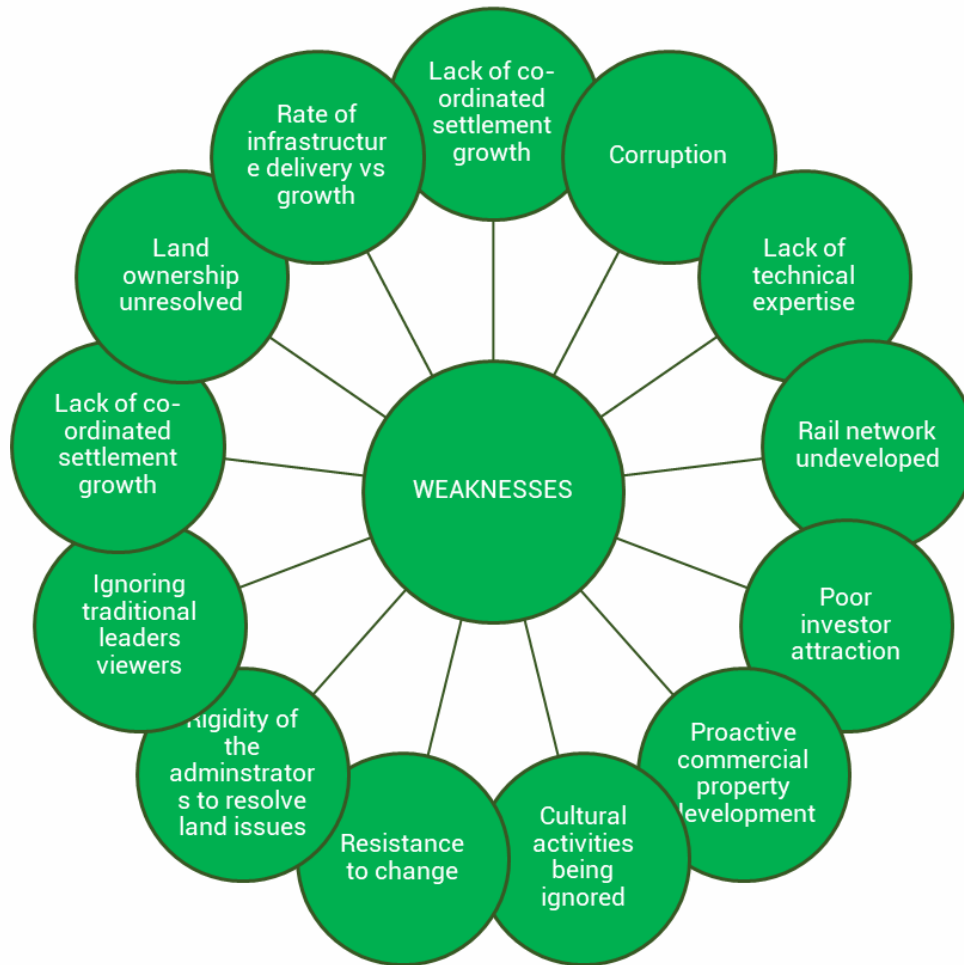 Lack of co-
ordinated
settlement
growth
Corruption
Lack of
technical
expertise
Rail network
undeveloped
Poor
investor
attraction
Proactive
commercial
property
development
Cultural
activities
being
ignored
Resistance
to change
Rigidity of
the
adminstrator
s to resolve
land issues
Ignoring
traditional
leaders
viewers
Lack of co-
ordinated
settlement
growth
Land
ownership
unresolved
Rate of
infrastructur
e delivery vs
growth
WEAKNESSES